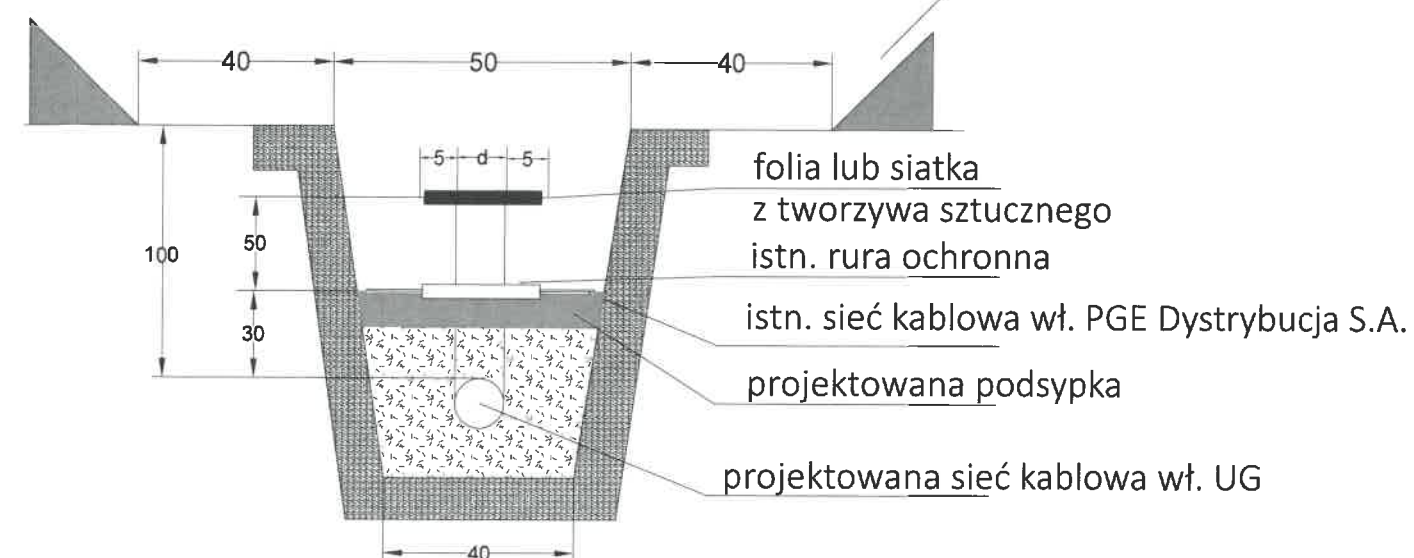 40 50 40
5 d 5
folia lub siatka
z tworzywa sztucznego
50
istn. rura ochronna
100
istn. sieć kablowa wł. PGE Dystrybucja S.A.
30
projektowana podsypka
projektowana sieć kablowa wł. UG
40